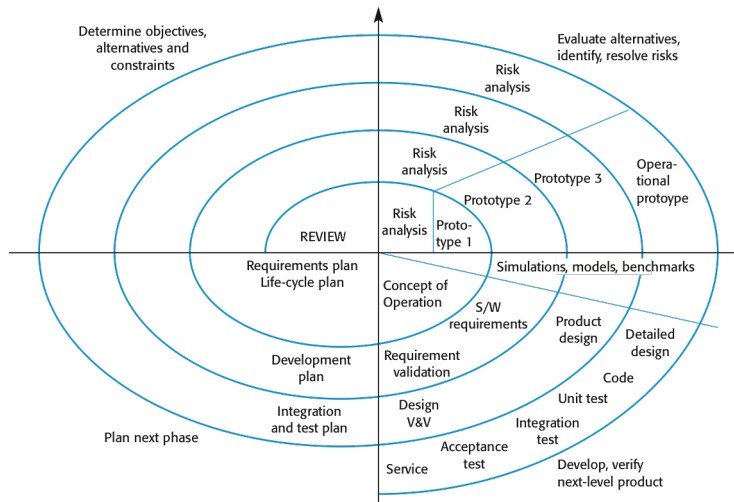 Determine objectives,
alternatives and
constraints
Evaluate alternatives,
identify, resolve risks
Risk
analysis
Risk
analysis
Risk
analysis
Risk
analysis
Proto-
type 1
Prototype 2
Prototype 3
Opera-
tional
protoype
REVIEW
Requirements plan
Life-cycle plan
Simulations, models, benchmarks
Concept of
Operation
S/W
requirements
Product
design
Detailed
design
Development
plan
Requirement
validation
Code
Unit test
Integration
and test plan
Design
V&V
Integration
test
Plan next phase
Acceptance
test
Service
Develop, verify
next-level product